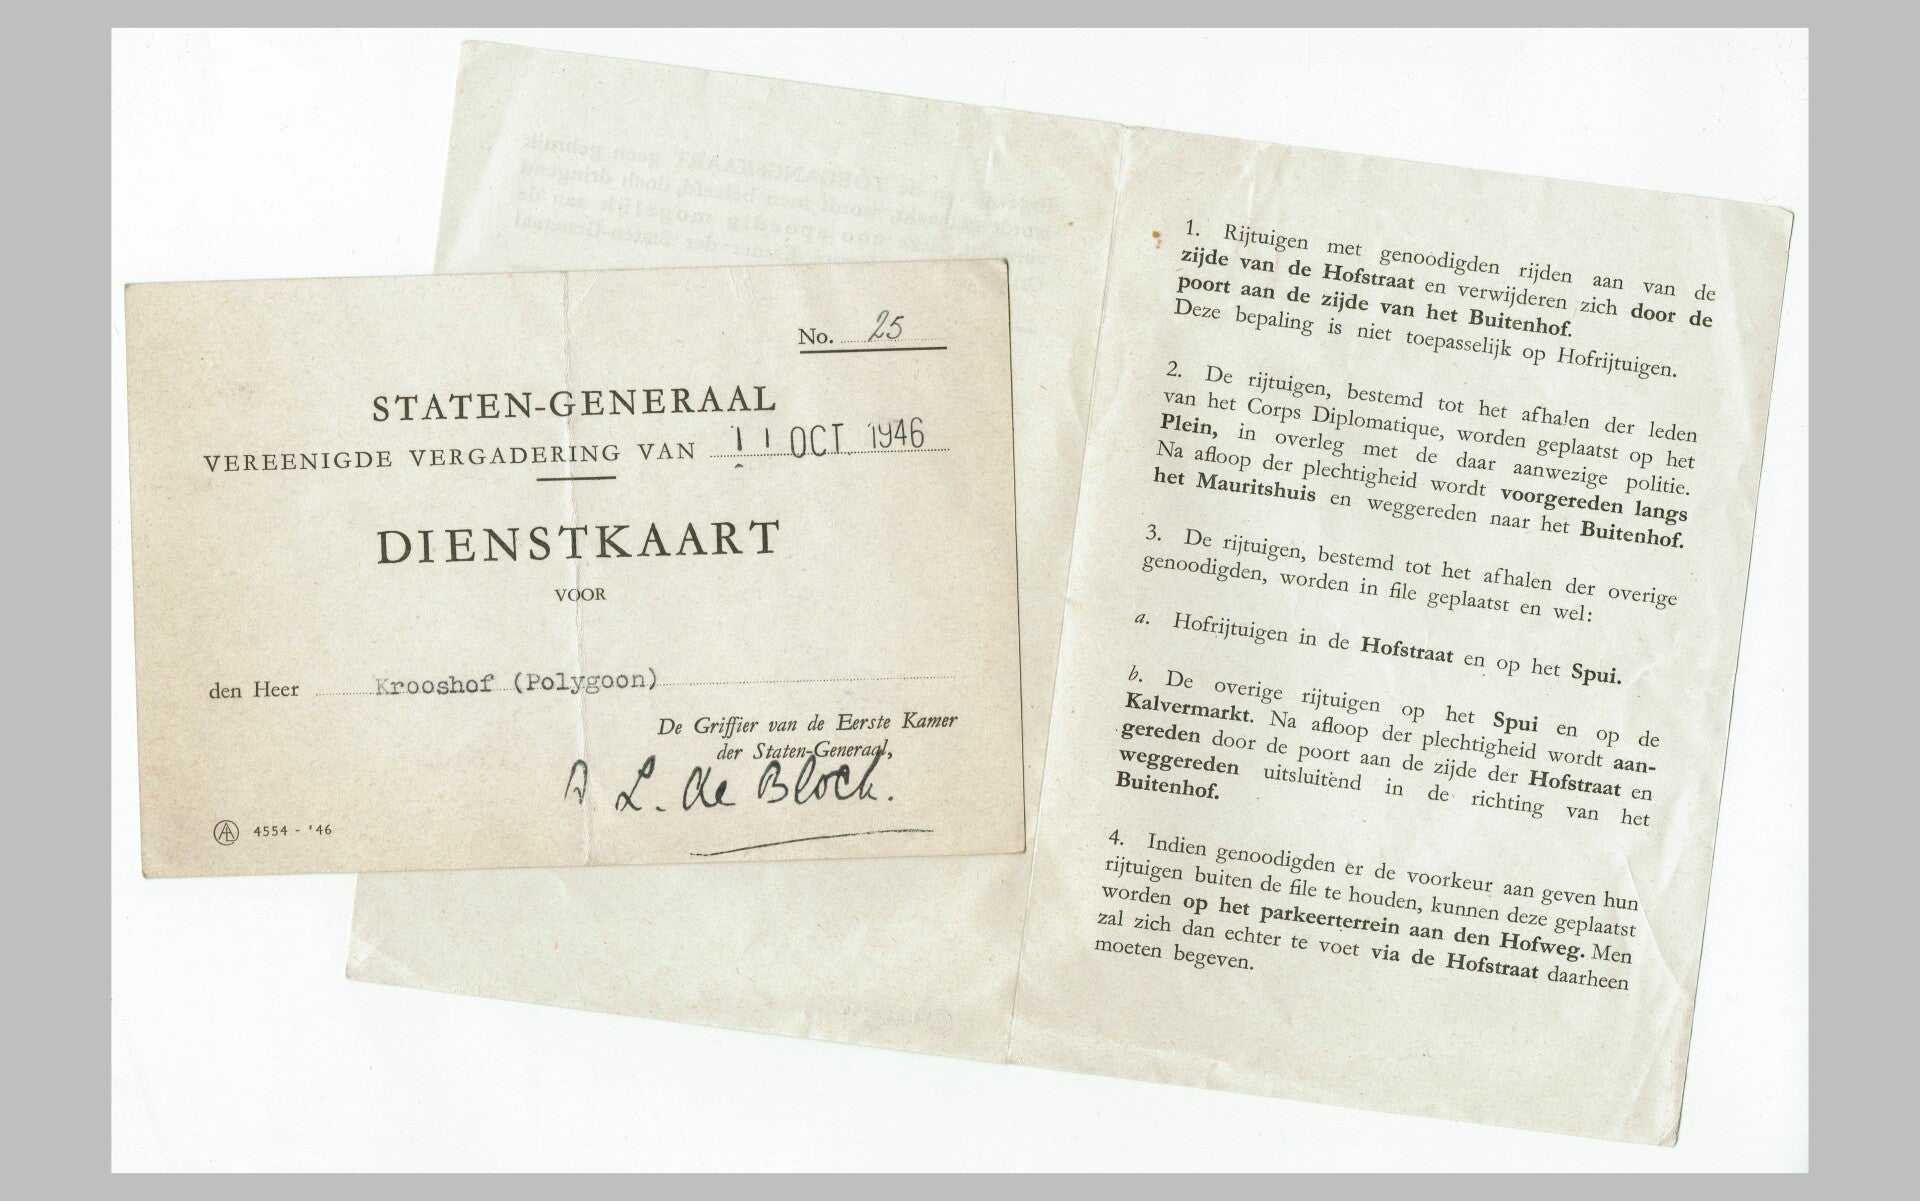 No. 25
STATEN-GENERAAL
VEREENIGDE VERGADERING VAN 11 OCT. 1946
DIENSTKAART
VOOR
den Heer Krooshof (Polygoon)
De Griffier van de Eerste Kamer
der Staten-Generaal,
L. de Block.
4554 - '46
1. Rijtuigen met genoodigden rijden aan van de
zijde van de Hofstraat en verwijderen zich door de
poort aan de zijde van het Buitenhof.
Deze bepaling is niet toepasselijk op Hofrijtuigen.
2. De rijtuigen, bestemd tot het afhalen der leden
van het Corps Diplomatique, worden geplaatst op het
Plein, in overleg met de daar aanwezige politie.
Na afloop der plechtigheid wordt voorgereden langs
het Mauritshuis en weggereden naar het Buitenhof.
3. De rijtuigen, bestemd tot het afhalen der overige
genoodigden, worden in file geplaatst en wel:
a. Hofrijtuigen in de Hofstraat en op het Spui.
b. De overige rijtuigen op het Spui en op de
Kalvermarkt. Na afloop der plechtigheid wordt aan-
gereden door de poort aan de zijde der Hofstraat en
weggereden uitsluitend in de richting van het
Buitenhof.
4. Indien genoodigden er de voorkeur aan geven hun
rijtuigen buiten de file te houden, kunnen deze geplaatst
worden op het parkeerterrein aan den Hofweg. Men
zal zich dan echter te voet via de Hofstraat daarheen
moeten begeven.